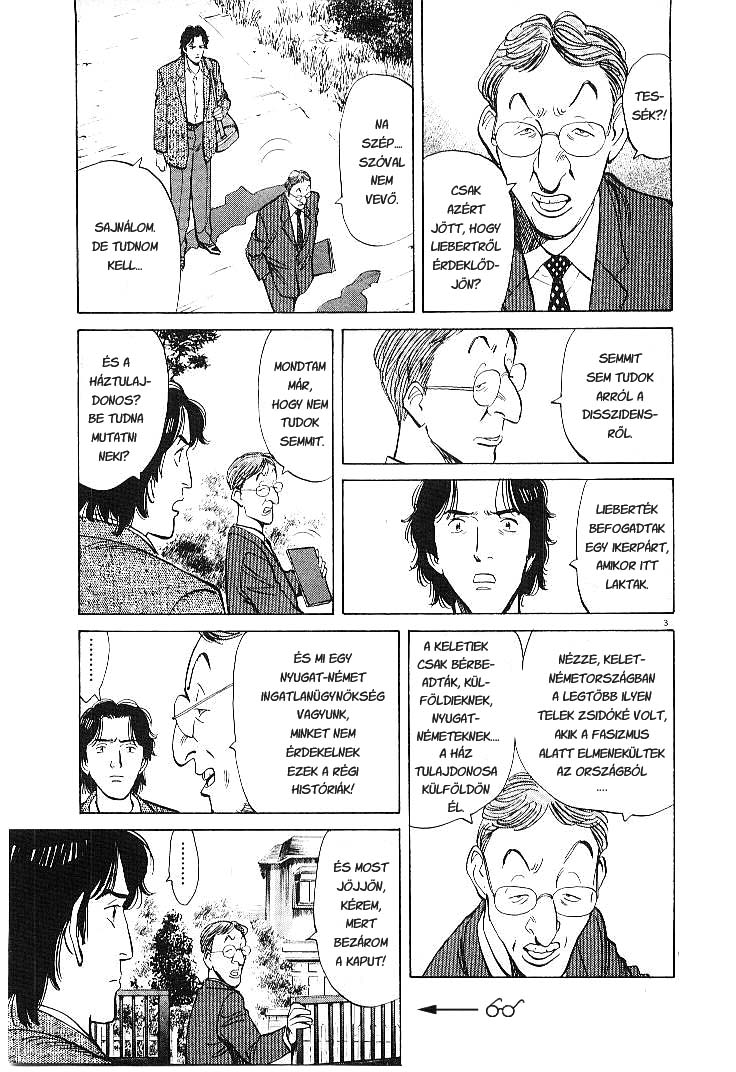 TES-
SÉK?!
CSAK
AZÉRT
JÖTT, HOGY
LIEBERTRŐL
ÉRDEKLŐD-
JÖN?
NA
SZÉP....
SZÓVAL
NEM
VEVŐ.
SAJNÁLOM.
DE TUDNOM
KELL...
SEMMIT
SEM TUDOK
ARRÓL A
DISSZIDENS-
RŐL.
LIEBERTÉK
BEFOGADTAK
EGY IKERPÁRT,
AMIKOR ITT
LAKTAK.
MONDTAM
MÁR,
HOGY NEM
TUDOK
SEMMIT.
ÉS A
HÁZTULAJ-
DONOS?
BE TUDNA
MUTATNI
NEKI?
3
NÉZZE, KELET-
NÉMETORSZÁGBAN
A LEGTÖBB ILYEN
TELEK ZSIDÓKÉ VOLT,
AKIK A FASIZMUS
ALATT ELMENEKÜLTEK
AZ ORSZÁGBÓL
....
A KELETIEK
CSAK BÉRBE-
ADTÁK, KÜL-
FÖLDIEKNEK,
NYUGAT-
NÉMETEKNEK....
A HÁZ
TULAJDONOSA
KÜLFÖLDÖN
ÉL.
ÉS MI EGY
NYUGAT-NÉMET
INGATLANÜGYNÖKSÉG
VAGYUNK,
MINKET NEM
ÉRDEKELNEK
EZEK A RÉGI
HISTÓRIÁK!
........
ÉS MOST
JÖJJÖN,
KÉREM,
MERT
BEZÁROM
A KAPUT!
........